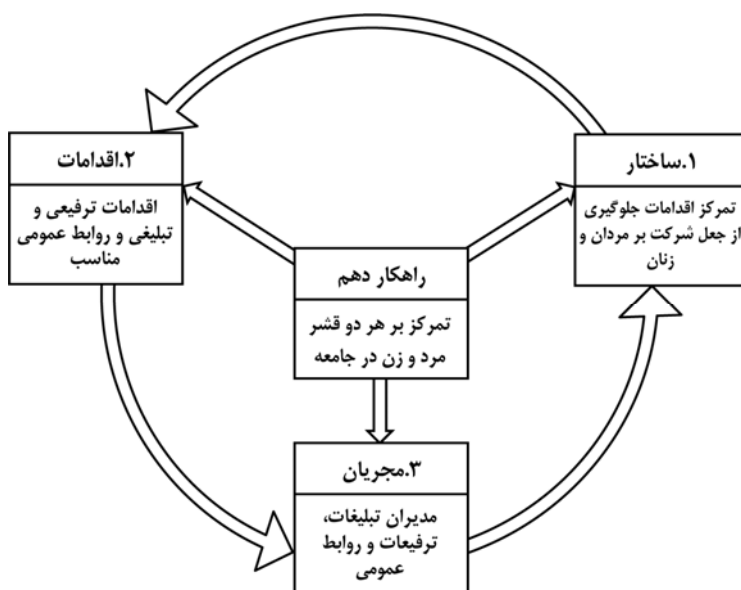 ۱.ساختار
تمرکز اقدامات جلوگیری
از جعل شرکت بر مردان و
زنان
۲.اقدامات
اقدامات ترفیعی و
تبلیغی و روابط عمومی
مناسب
راهکار دهم
تمرکز بر هر دو قشر
مرد و زن در جامعه
۳.مجریان
مدیران تبلیغات،
ترفیعات و روابط
عمومی